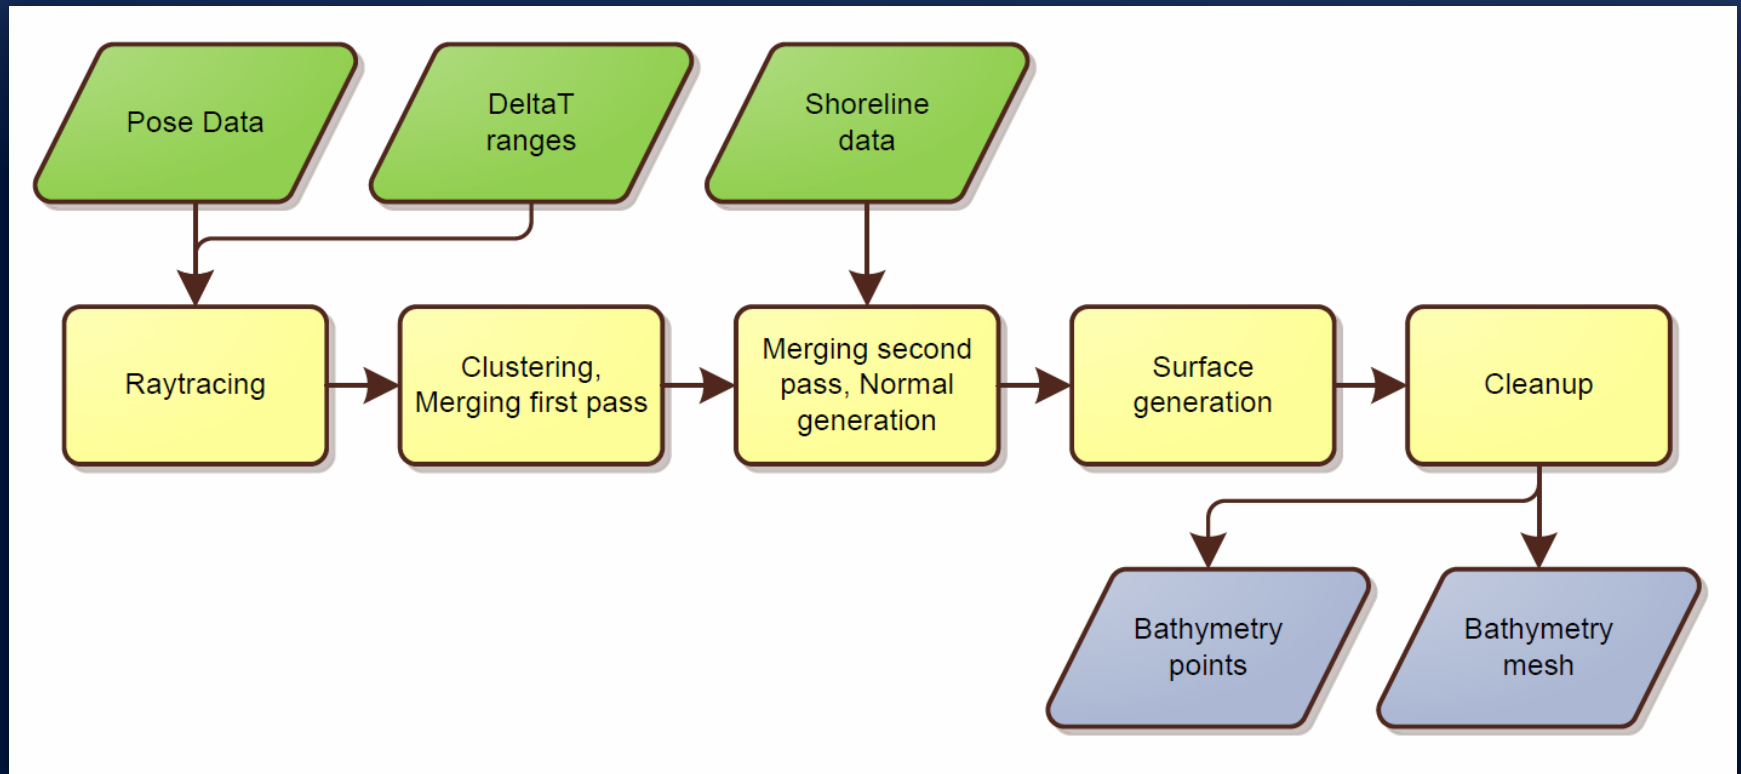 Pose Data
DeltaT
ranges
Shoreline
data
Raytracing
Clustering,
Merging first pass
Merging second
pass, Normal
generation
Surface
generation
Cleanup
Bathymetry
points
Bathymetry
mesh